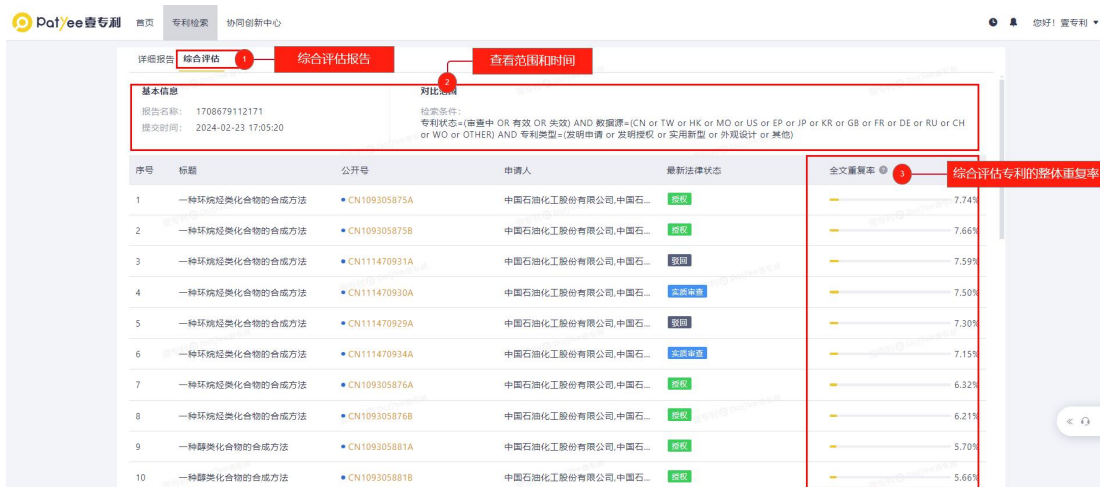 Patyee壹专利 首页 专利检索 协同创新中心 您好！壹专利
详细报告 综合评估 1 综合评估报告 查看范围和时间
2
基本信息 对比范围
报告名称： 1708679112171 检索条件：
提交时间： 2024-02-23 17:05:20 专利状态=(审查中 OR 有效 OR 失效) AND 数据源=(CN or TW or HK or MO or US or EP or JP or KR or GB or FR or DE or RU or CH
or WO or OTHER) AND 专利类型=(发明申请 or 发明授权 or 实用新型 or 外观设计 or 其他)
序号 标题 公开号 申请人 最新法律状态 全文重复率 3 综合评估专利的整体重复率
1 一种环烷烃类化合物的合成方法 CN109305875A 中国石油化工股份有限公司,中国石... 授权 7.74%
2 一种环烷烃类化合物的合成方法 CN109305875B 中国石油化工股份有限公司,中国石... 授权 7.66%
3 一种环烷烃类化合物的合成方法 CN111470931A 中国石油化工股份有限公司,中国石... 驳回 7.59%
4 一种环烷烃类化合物的合成方法 CN111470930A 中国石油化工股份有限公司,中国石... 实质审查 7.50%
5 一种环烷烃类化合物的合成方法 CN111470929A 中国石油化工股份有限公司,中国石... 驳回 7.30%
6 一种环烷烃类化合物的合成方法 CN111470934A 中国石油化工股份有限公司,中国石... 实质审查 7.15%
7 一种环烷烃类化合物的合成方法 CN109305876A 中国石油化工股份有限公司,中国石... 授权 6.32%
8 一种环烷烃类化合物的合成方法 CN109305876B 中国石油化工股份有限公司,中国石... 授权 6.21%
9 一种醇类化合物的合成方法 CN109305881A 中国石油化工股份有限公司,中国石... 授权 5.70%
10 一种醇类化合物的合成方法 CN109305881B 中国石油化工股份有限公司,中国石... 授权 5.66%